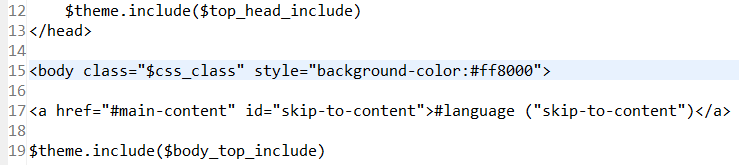 12 $theme.include($top_head_include)
13 </head>
14
15 <body class="$css_class" style="background-color:#ff8000">
16
17 <a href="#main-content" id="skip-to-content">#language ("skip-to-content")</a>
18
19 $theme.include($body_top_include)